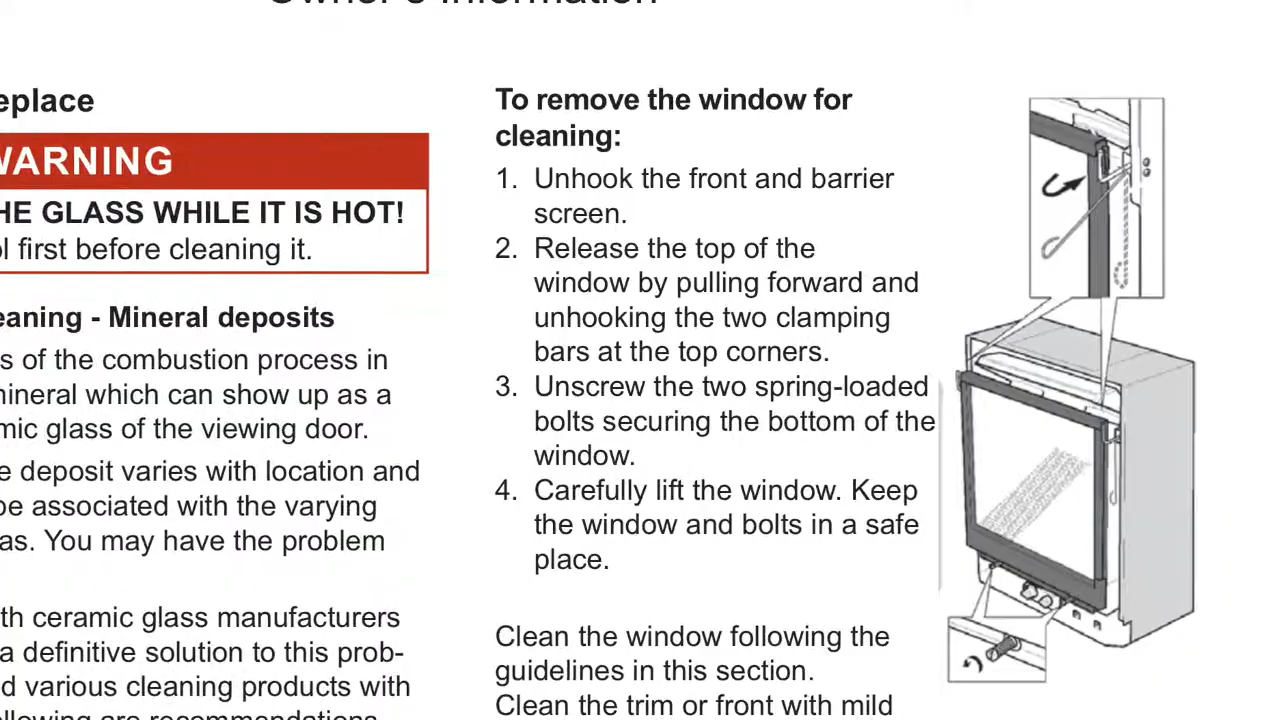 Owner's Information
eplace
WARNING
HE GLASS WHILE IT IS HOT!
ol first before cleaning it.
eaning - Mineral deposits
s of the combustion process in
mineral which can show up as a
mic glass of the viewing door.
e deposit varies with location and
be associated with the varying
as. You may have the problem
th ceramic glass manufacturers
a definitive solution to this prob-
d various cleaning products with
ollowing are recommendations
To remove the window for
cleaning:
1. Unhook the front and barrier
screen.
2. Release the top of the
window by pulling forward and
unhooking the two clamping
bars at the top corners.
3. Unscrew the two spring-loaded
bolts securing the bottom of the
window.
4. Carefully lift the window. Keep
the window and bolts in a safe
place.
Clean the window following the
guidelines in this section.
Clean the trim or front with mild